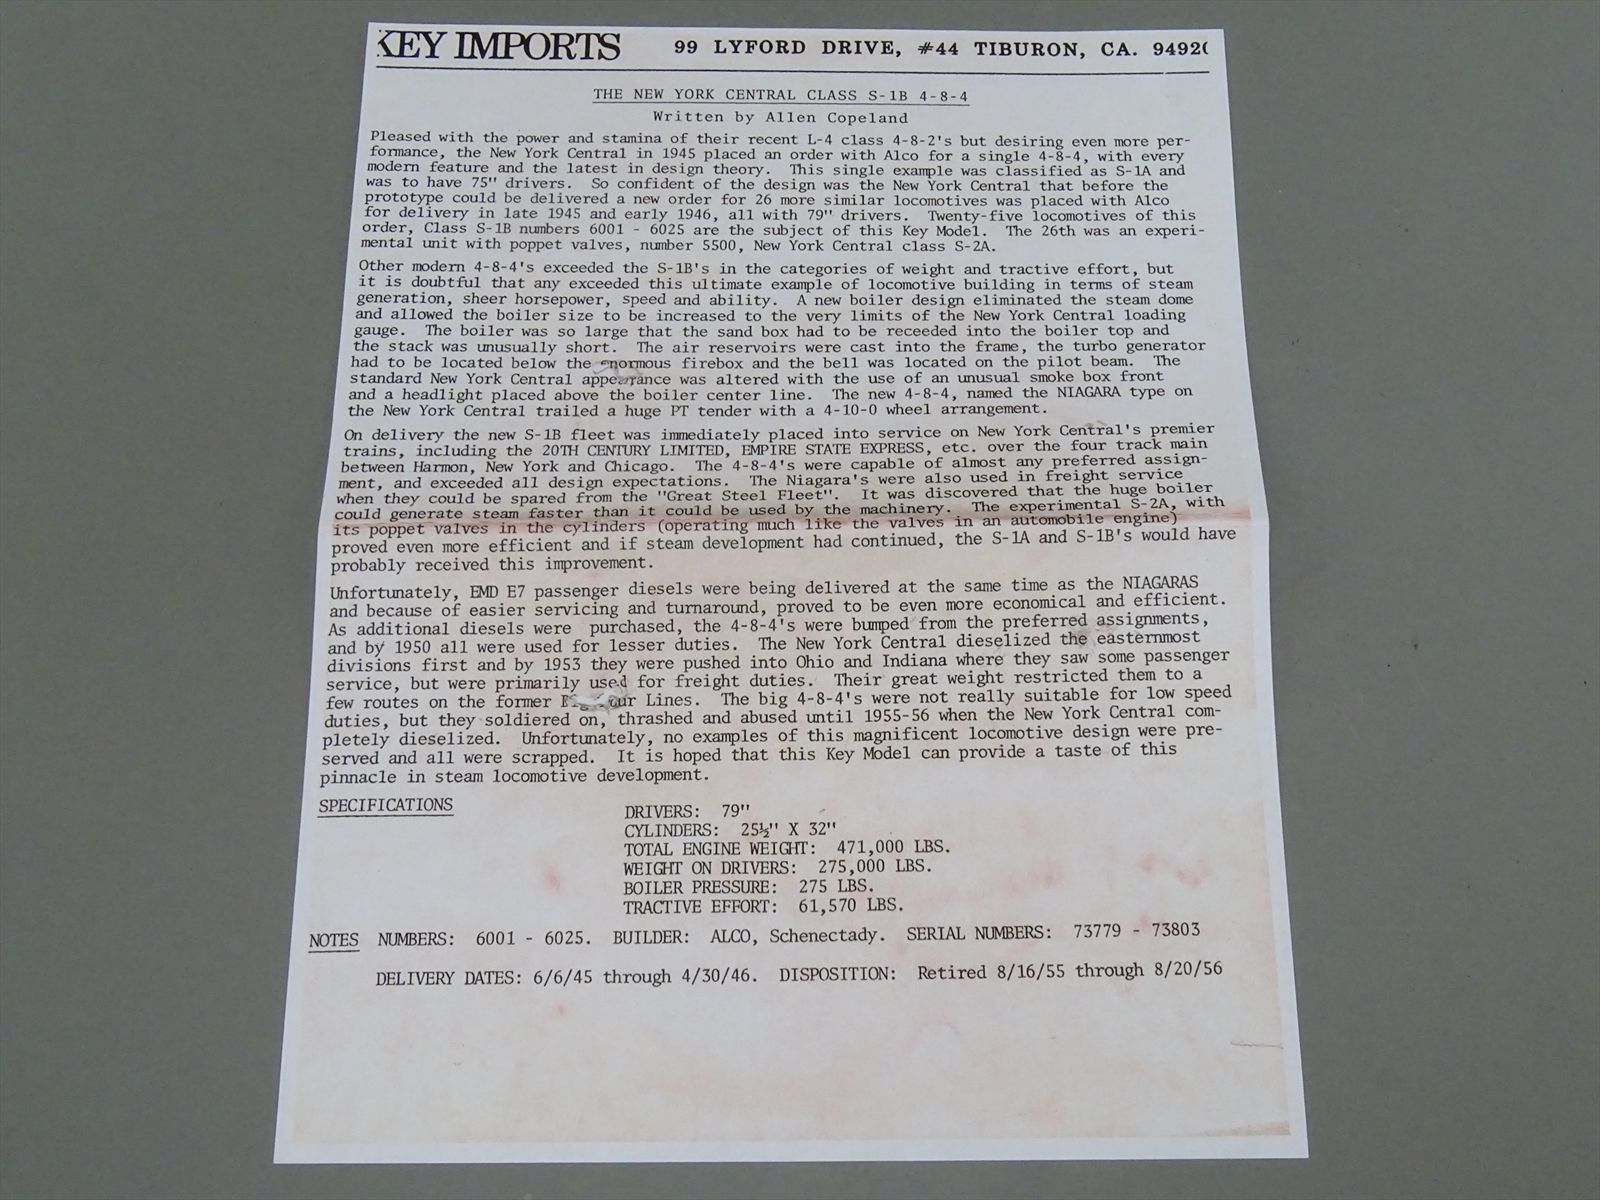 KEY IMPORTS 99 LYFORD DRIVE, #44 TIBURON, CA. 9492
THE NEW YORK CENTRAL CLASS S-1B 4-8-4
Written by Allen Copeland
Pleased with the power and stamina of their recent L-4 class 4-8-2's but desiring even more per-
formance, the New York Central in 1945 placed an order with Alco for a single 4-8-4, with every
modern feature and the latest in design theory. This single example was classified as S-1A and
was to have 75" drivers. So confident of the design was the New York Central that before the
prototype could be delivered a new order for 26 more similar locomotives was placed with Alco
for delivery in late 1945 and early 1946, all with 79" drivers. Twenty-five locomotives of this
order, Class S-1B numbers 6001 - 6025 are the subject of this Key Model. The 26th was an experi-
mental unit with poppet valves, number 5500, New York Central class S-2A.
Other modern 4-8-4's exceeded the S-1B's in the categories of weight and tractive effort, but
it is doubtful that any exceeded this ultimate example of locomotive building in terms of steam
generation, sheer horsepower, speed and ability. A new boiler design eliminated the steam dome
and allowed the boiler size to be increased to the very limits of the New York Central loading
gauge. The boiler was so large that the sand box had to be receeded into the boiler top and
the stack was unusually short. The air reservoirs were cast into the frame, the turbo generator
had to be located below the enormous firebox and the bell was located on the pilot beam. The
standard New York Central appearance was altered with the use of an unusual smoke box front
and a headlight placed above the boiler center line. The new 4-8-4, named the NIAGARA type on
the New York Central trailed a huge PT tender with a 4-10-0 wheel arrangement.
On delivery the new S-1B fleet was immediately placed into service on New York Central's premier
trains, including the 20TH CENTURY LIMITED, EMPIRE STATE EXPRESS, etc. over the four track main
between Harmon, New York and Chicago. The 4-8-4's were capable of almost any preferred assign-
ment, and exceeded all design expectations. The Niagara's were also used in freight service
when they could be spared from the "Great Steel Fleet". It was discovered that the huge boiler
could generate steam faster than it could be used by the machinery. The experimental S-2A, with
its poppet valves in the cylinders (operating much like the valves in an automobile engine)
proved even more efficient and if steam development had continued, the S-1A and S-1B's would have
probably received this improvement.
Unfortunately, EMD E7 passenger diesels were being delivered at the same time as the NIAGARAS
and because of easier servicing and turnaround, proved to be even more economical and efficient.
As additional diesels were purchased, the 4-8-4's were bumped from the preferred assignments,
and by 1950 all were used for lesser duties. The New York Central dieselized the easternmost
divisions first and by 1953 they were pushed into Ohio and Indiana where they saw some passenger
service, but were primarily used for freight duties. Their great weight restricted them to a
few routes on the former Lines. The big 4-8-4's were not really suitable for low speed
duties, but they soldiered on, thrashed and abused until 1955-56 when the New York Central com-
pletely dieselized. Unfortunately, no examples of this magnificent locomotive design were pre-
served and all were scrapped. It is hoped that this Key Model can provide a taste of this
pinnacle in steam locomotive development.
SPECIFICATIONS
DRIVERS: 79"
CYLINDERS: 25½" X 32"
TOTAL ENGINE WEIGHT: 471,000 LBS.
WEIGHT ON DRIVERS: 275,000 LBS.
BOILER PRESSURE: 275 LBS.
TRACTIVE EFFORT: 61,570 LBS.
NOTES NUMBERS: 6001 - 6025. BUILDER: ALCO, Schenectady. SERIAL NUMBERS: 73779 - 73803
DELIVERY DATES: 6/6/45 through 4/30/46. DISPOSITION: Retired 8/16/55 through 8/20/56